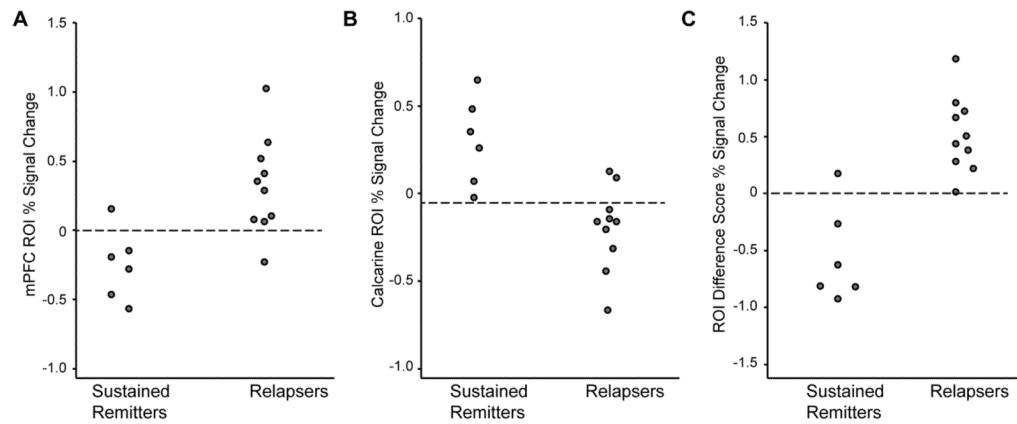 A
mPFC ROI % Signal Change
1.5
1.0
0.5
0
-0.5
-1.0
Sustained
Remitters
Relapsers
B
Calcarine ROI % Signal Change
1.0
0.5
0
-0.5
-1.0
Sustained
Remitters
Relapsers
C
ROI Difference Score % Signal Change
1.5
1.0
0.5
0
-0.5
-1.0
-1.5
Sustained
Remitters
Relapsers